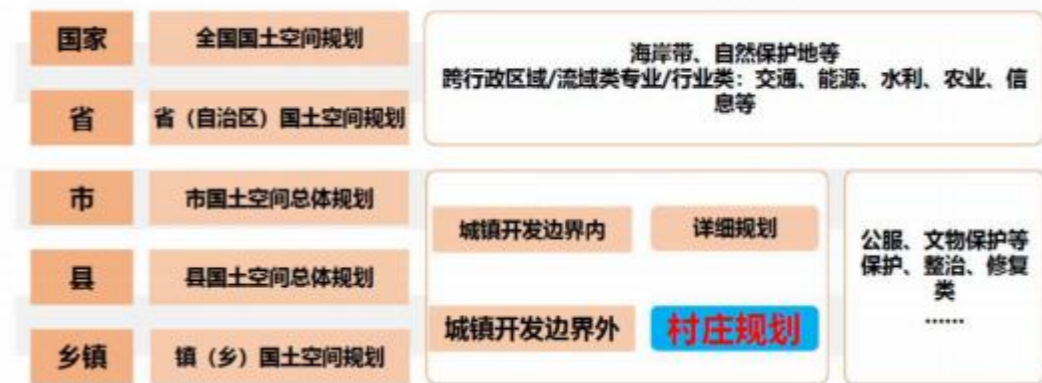 国家
全国国土空间规划
海岸带、自然保护地等
跨行政区域/流域类专业/行业类：交通、能源、水利、农业、信
息等
省
省（自治区）国土空间规划
市
市国土空间总体规划
城镇开发边界内
详细规划
公服、文物保护等
保护、整治、修复
类
......
县
县国土空间总体规划
城镇开发边界外
村庄规划
乡镇
镇（乡）国土空间规划